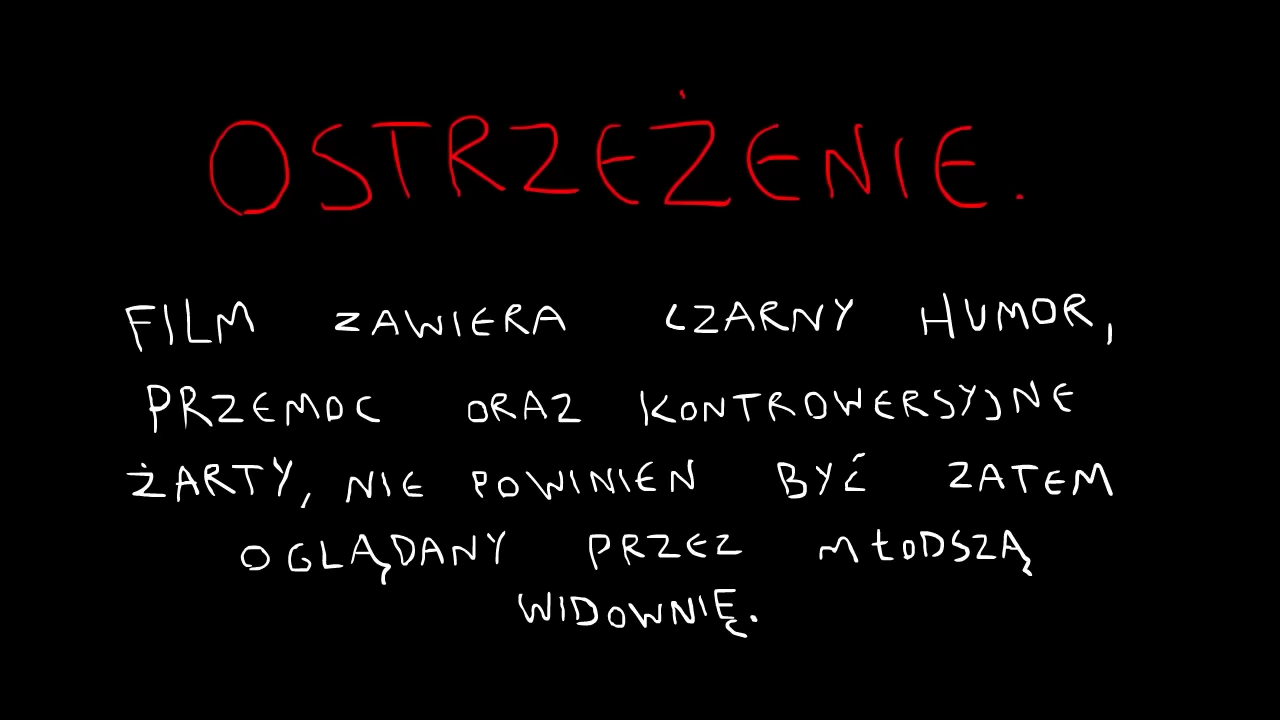 OSTRZEŻENIE.
FILM ZAWIERA CZARNY HUMOR,
PRZEMOC ORAZ KONTROWERSYJNE
ŻARTY, NIE POWINIEN BYĆ ZATEM
OGLĄDANY PRZEZ MŁODSZĄ
WIDOWNIĘ.